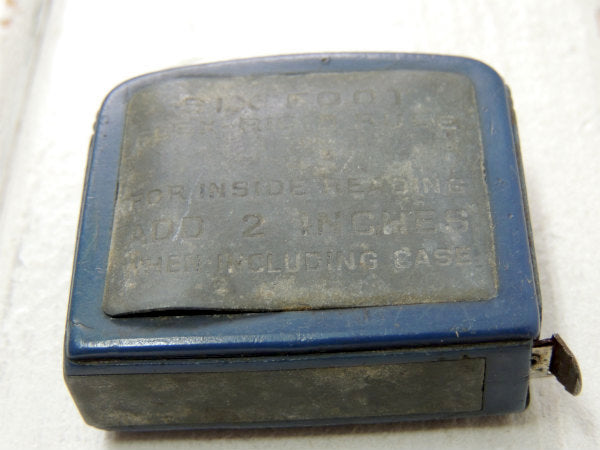 SIX FOOT
FOR INSIDE READING
ADD 2 INCHES
WHEN INCLUDING CASE